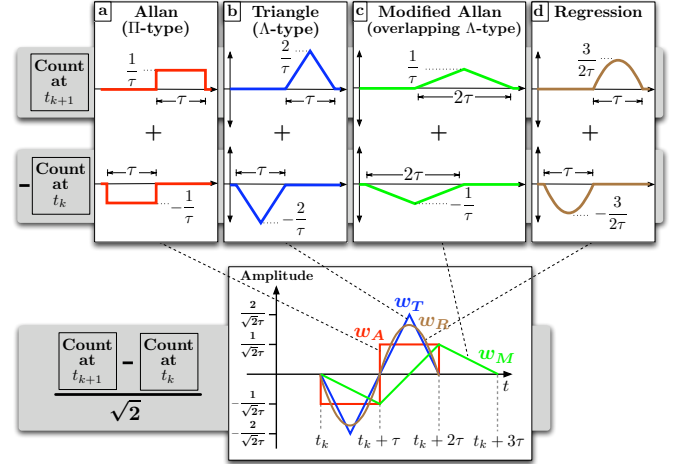 a Allan
(Π-type)
b Triangle
(Λ-type)
c Modified Allan
(overlapping Λ-type)
d Regression
Count
at
t_{k+1}
1/τ
τ
2/τ
τ
1/τ
2τ
3/2τ
τ
+ + + +
− Count
at
t_k
τ
−1/τ
τ
−2/τ
2τ
−1/τ
τ
−3/2τ
Count
at
t_{k+1}
−
Count
at
t_k
√2
Amplitude
2/√2τ
1/√2τ
−1/√2τ
−2/√2τ
w_A
w_T
w_R
w_M
t
t_k
t_k + τ
t_k + 2τ
t_k + 3τ